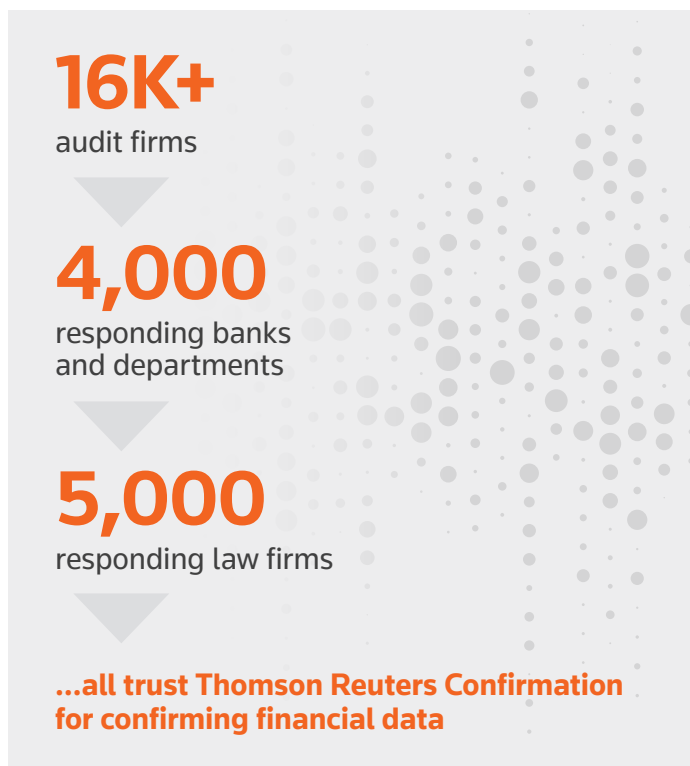 16K+
audit firms
4,000
responding banks
and departments
5,000
responding law firms
...all trust Thomson Reuters Confirmation
for confirming financial data